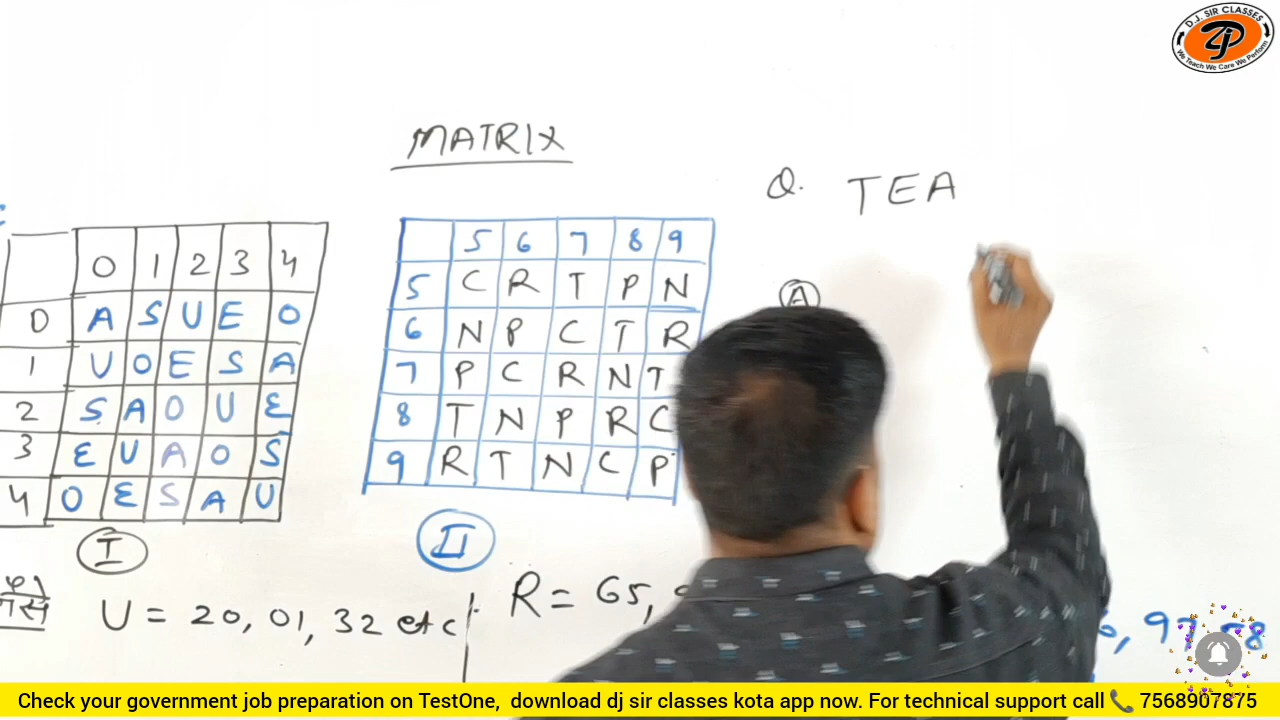 D.J. SIR CLASSES
We Teach We Care We Perform
MATRIX
Q. TEA
A
0 1 2 3 4
0 A S U E O
1 U O E S A
2 S A O U E
3 E U A O S
4 O E S A U
I
5 6 7 8 9
5 C R T P N
6 N P C T R
7 P C R N T
8 T N P R C
9 R T N C P
II
U = 20, 01, 32 etc
R = 65,
, 97, 58
Check your government job preparation on TestOne, download dj sir classes kota app now. For technical support call 7568907875